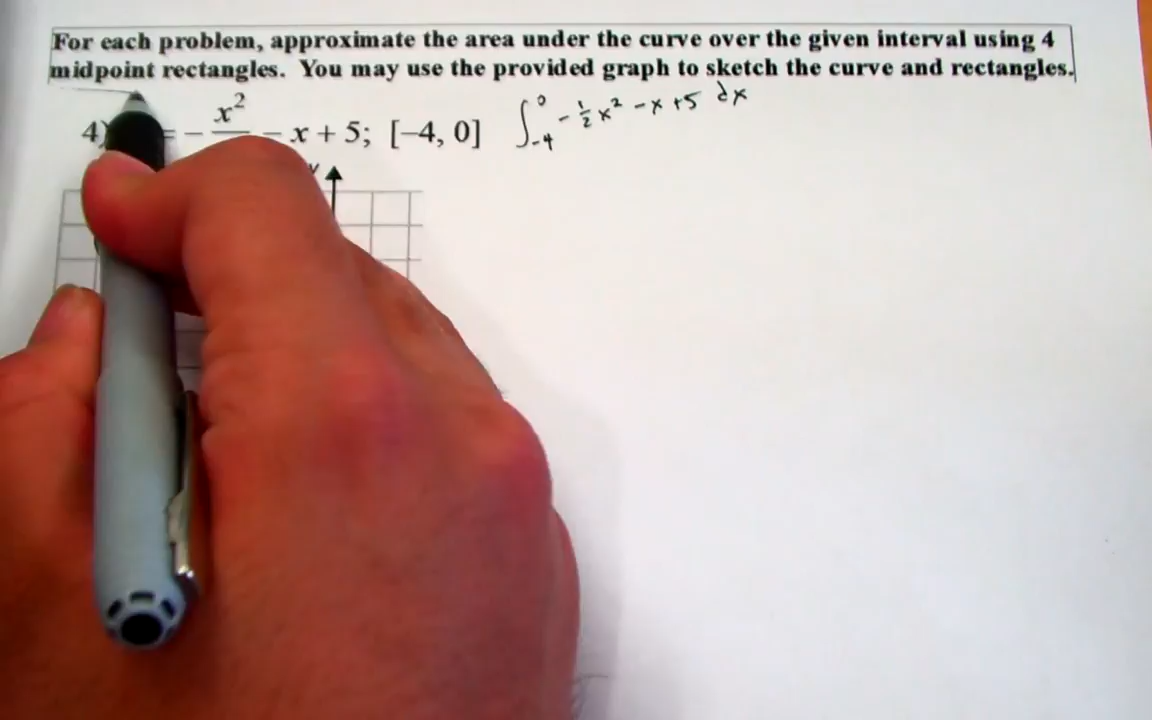 For each problem, approximate the area under the curve over the given interval using 4
midpoint rectangles. You may use the provided graph to sketch the curve and rectangles.
4) = -x²/ - x + 5; [-4, 0] ∫₋₄⁰ -½x² - x + 5 dx